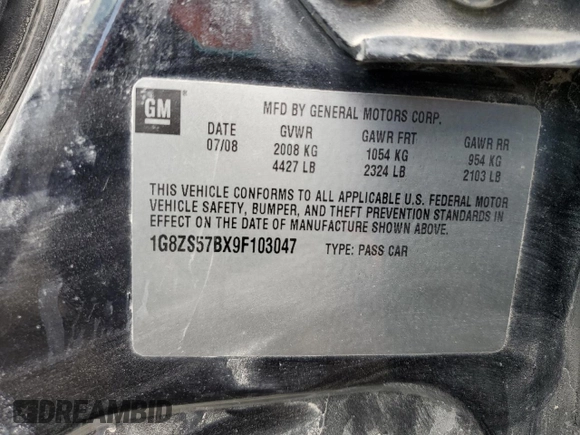 GM
MFD BY GENERAL MOTORS CORP.
DATE GVWR GAWR FRT GAWR RR
07/08 2008 KG 1054 KG 954 KG
4427 LB 2324 LB 2103 LB
THIS VEHICLE CONFORMS TO ALL APPLICABLE U.S. FEDERAL MOTOR
VEHICLE SAFETY, BUMPER, AND THEFT PREVENTION STANDARDS IN
EFFECT ON THE DATE OF MANUFACTURE SHOWN ABOVE.
1G8ZS57BX9F103047 TYPE: PASS CAR
DREAMBID